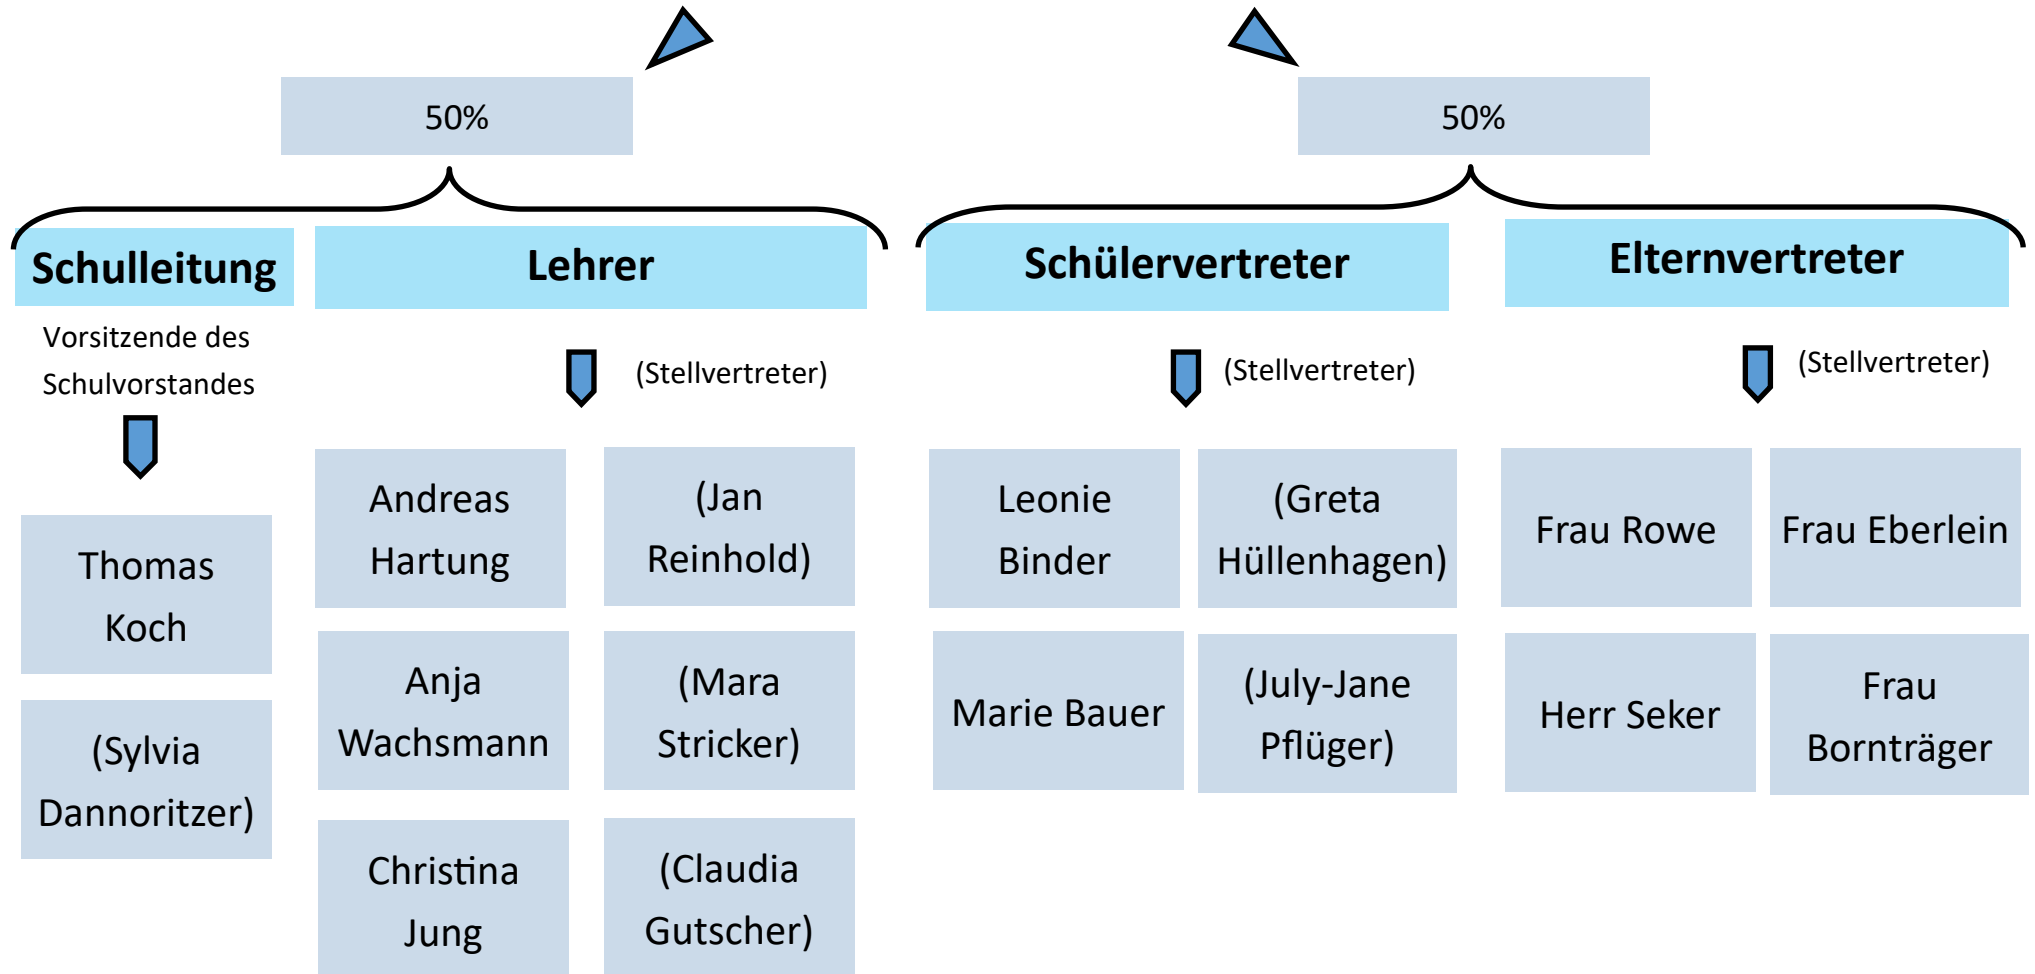 50%
50%
Schulleitung
Lehrer
Schülervertreter
Elternvertreter
Vorsitzende des
Schulvorstandes
(Stellvertreter)
(Stellvertreter)
(Stellvertreter)
Thomas
Koch
(Sylvia
Dannoritzer)
Andreas
Hartung
(Jan
Reinhold)
Anja
Wachsmann
(Mara
Stricker)
Christina
Jung
(Claudia
Gutscher)
Leonie
Binder
(Greta
Hüllenhagen)
Marie Bauer
(July-Jane
Pflüger)
Frau Rowe
Frau Eberlein
Herr Seker
Frau
Bornträger